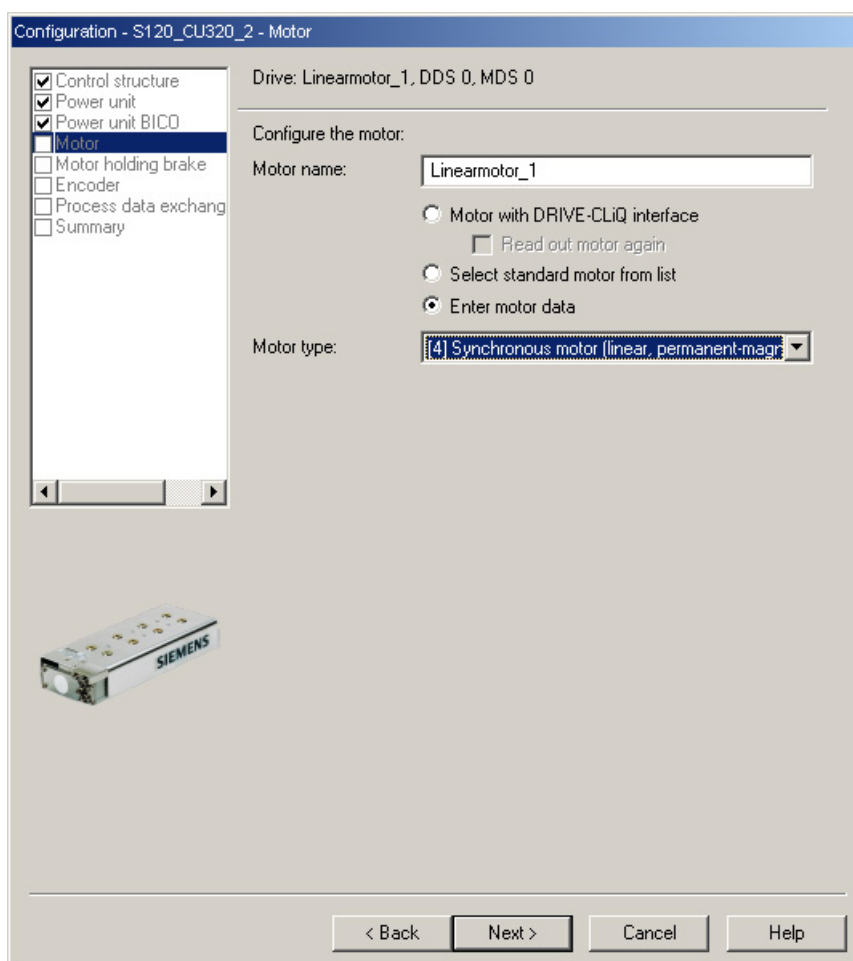 Configuration - S120_CU320_2 - Motor
Control structure
Power unit
Power unit BICO
Motor
Motor holding brake
Encoder
Process data exchang
Summary
Drive: Linearmotor_1, DDS 0, MDS 0
Configure the motor:
Motor name: Linearmotor_1
Motor with DRIVE-CLiQ interface
Read out motor again
Select standard motor from list
Enter motor data
Motor type: [4] Synchronous motor (linear, permanent-magn
SIEMENS
< Back Next > Cancel Help